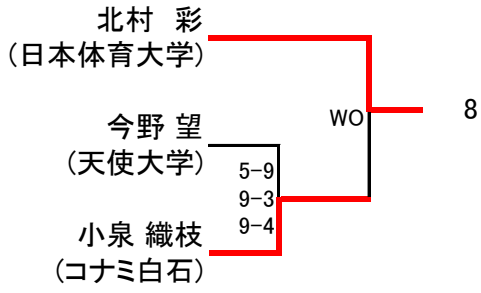 北村　彩
(日本体育大学)
WO
8
今野 望
(天使大学)
5-9
9-3
9-4
小泉 織枝
(コナミ白石)